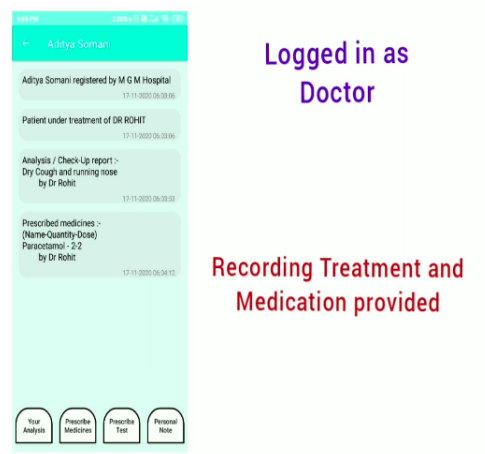 Aditya Somani
Aditya Somani registered by M G M Hospital
17-11-2020 06:33:06
Patient under treatment of DR ROHIT
17-11-2020 06:33:06
Analysis / Check-Up report :-
Dry Cough and running nose
by Dr Rohit
17-11-2020 06:33:53
Prescribed medicines :-
(Name-Quantity-Dose)
Paracetamol - 2-2
by Dr Rohit
17-11-2020 06:34:12
Your
Analysis
Prescribe
Medicines
Prescribe
Test
Personal
Note
Logged in as
Doctor
Recording Treatment and
Medication provided